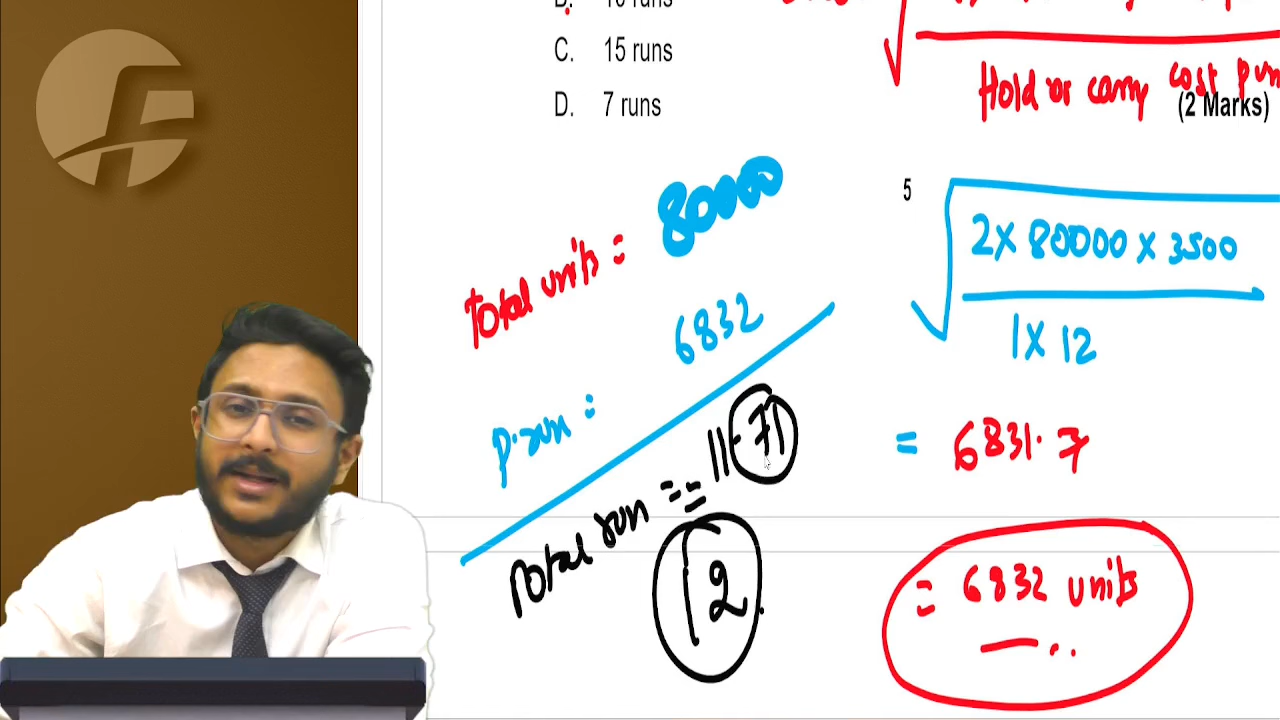 C. 15 runs
D. 7 runs
Hold or carry cost
(2 Marks)
5
Total units = 80000
p.run = 6832
Total run = = 11.71
12.
2 x 80000 x 3500
1 x 12
= 6831.7
= 6832 units